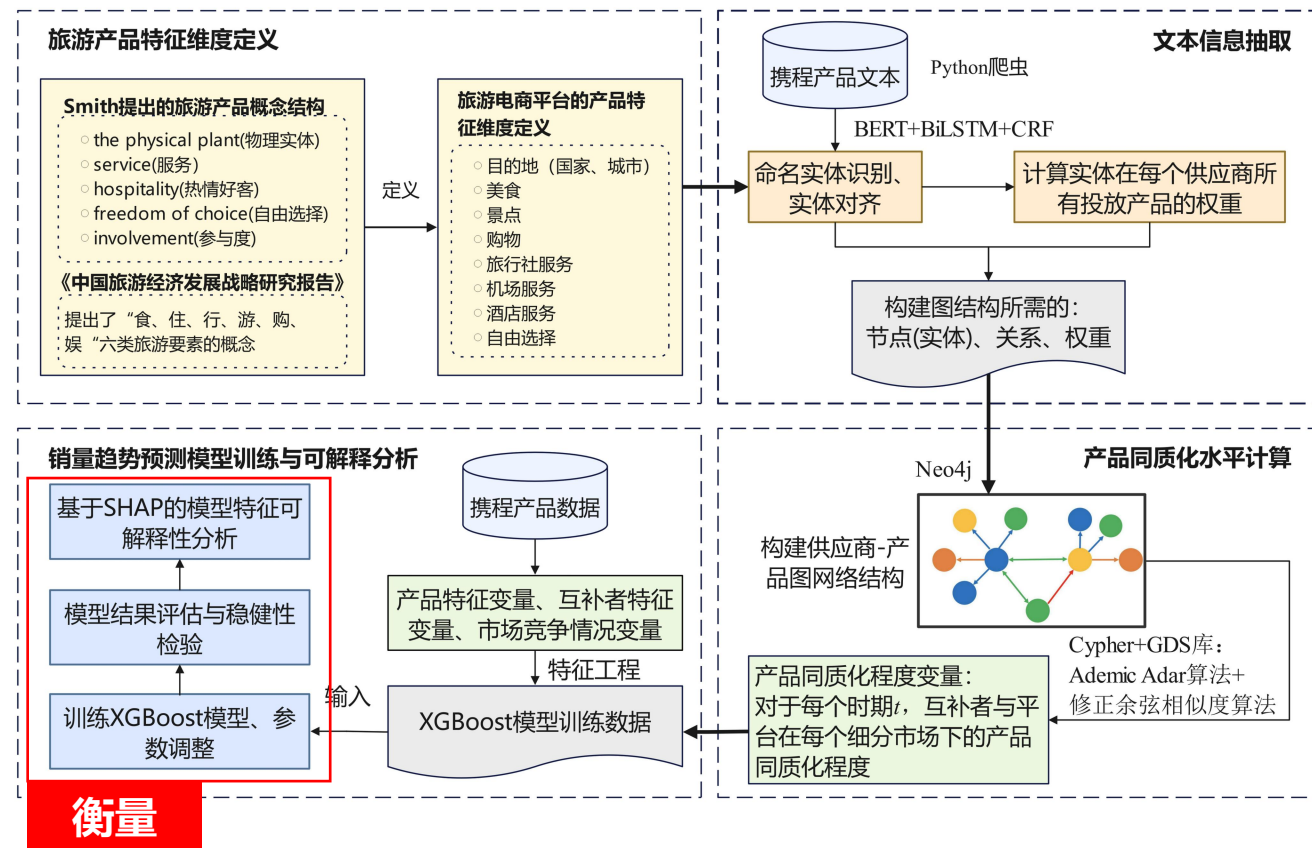 旅游产品特征维度定义
Smith提出的旅游产品概念结构
the physical plant(物理实体)
service(服务)
hospitality(热情好客)
freedom of choice(自由选择)
involvement(参与度)
《中国旅游经济发展战略研究报告》
提出了“食、住、行、游、购、
娱“六类旅游要素的概念
定义
旅游电商平台的产品特
征维度定义
目的地（国家、城市）
美食
景点
购物
旅行社服务
机场服务
酒店服务
自由选择
文本信息抽取
携程产品文本
Python爬虫
BERT+BiLSTM+CRF
命名实体识别、
实体对齐
计算实体在每个供应商所
有投放产品的权重
构建图结构所需的：
节点(实体)、关系、权重
产品同质化水平计算
Neo4j
构建供应商-产
品图网络结构
Cypher+GDS库：
Ademic Adar算法+
修正余弦相似度算法
产品同质化程度变量：
对于每个时期t，互补者与平
台在每个细分市场下的产品
同质化程度
销量趋势预测模型训练与可解释分析
携程产品数据
产品特征变量、互补者特征
变量、市场竞争情况变量
特征工程
XGBoost模型训练数据
输入
基于SHAP的模型特征可
解释性分析
模型结果评估与稳健性
检验
训练XGBoost模型、参
数调整
衡量